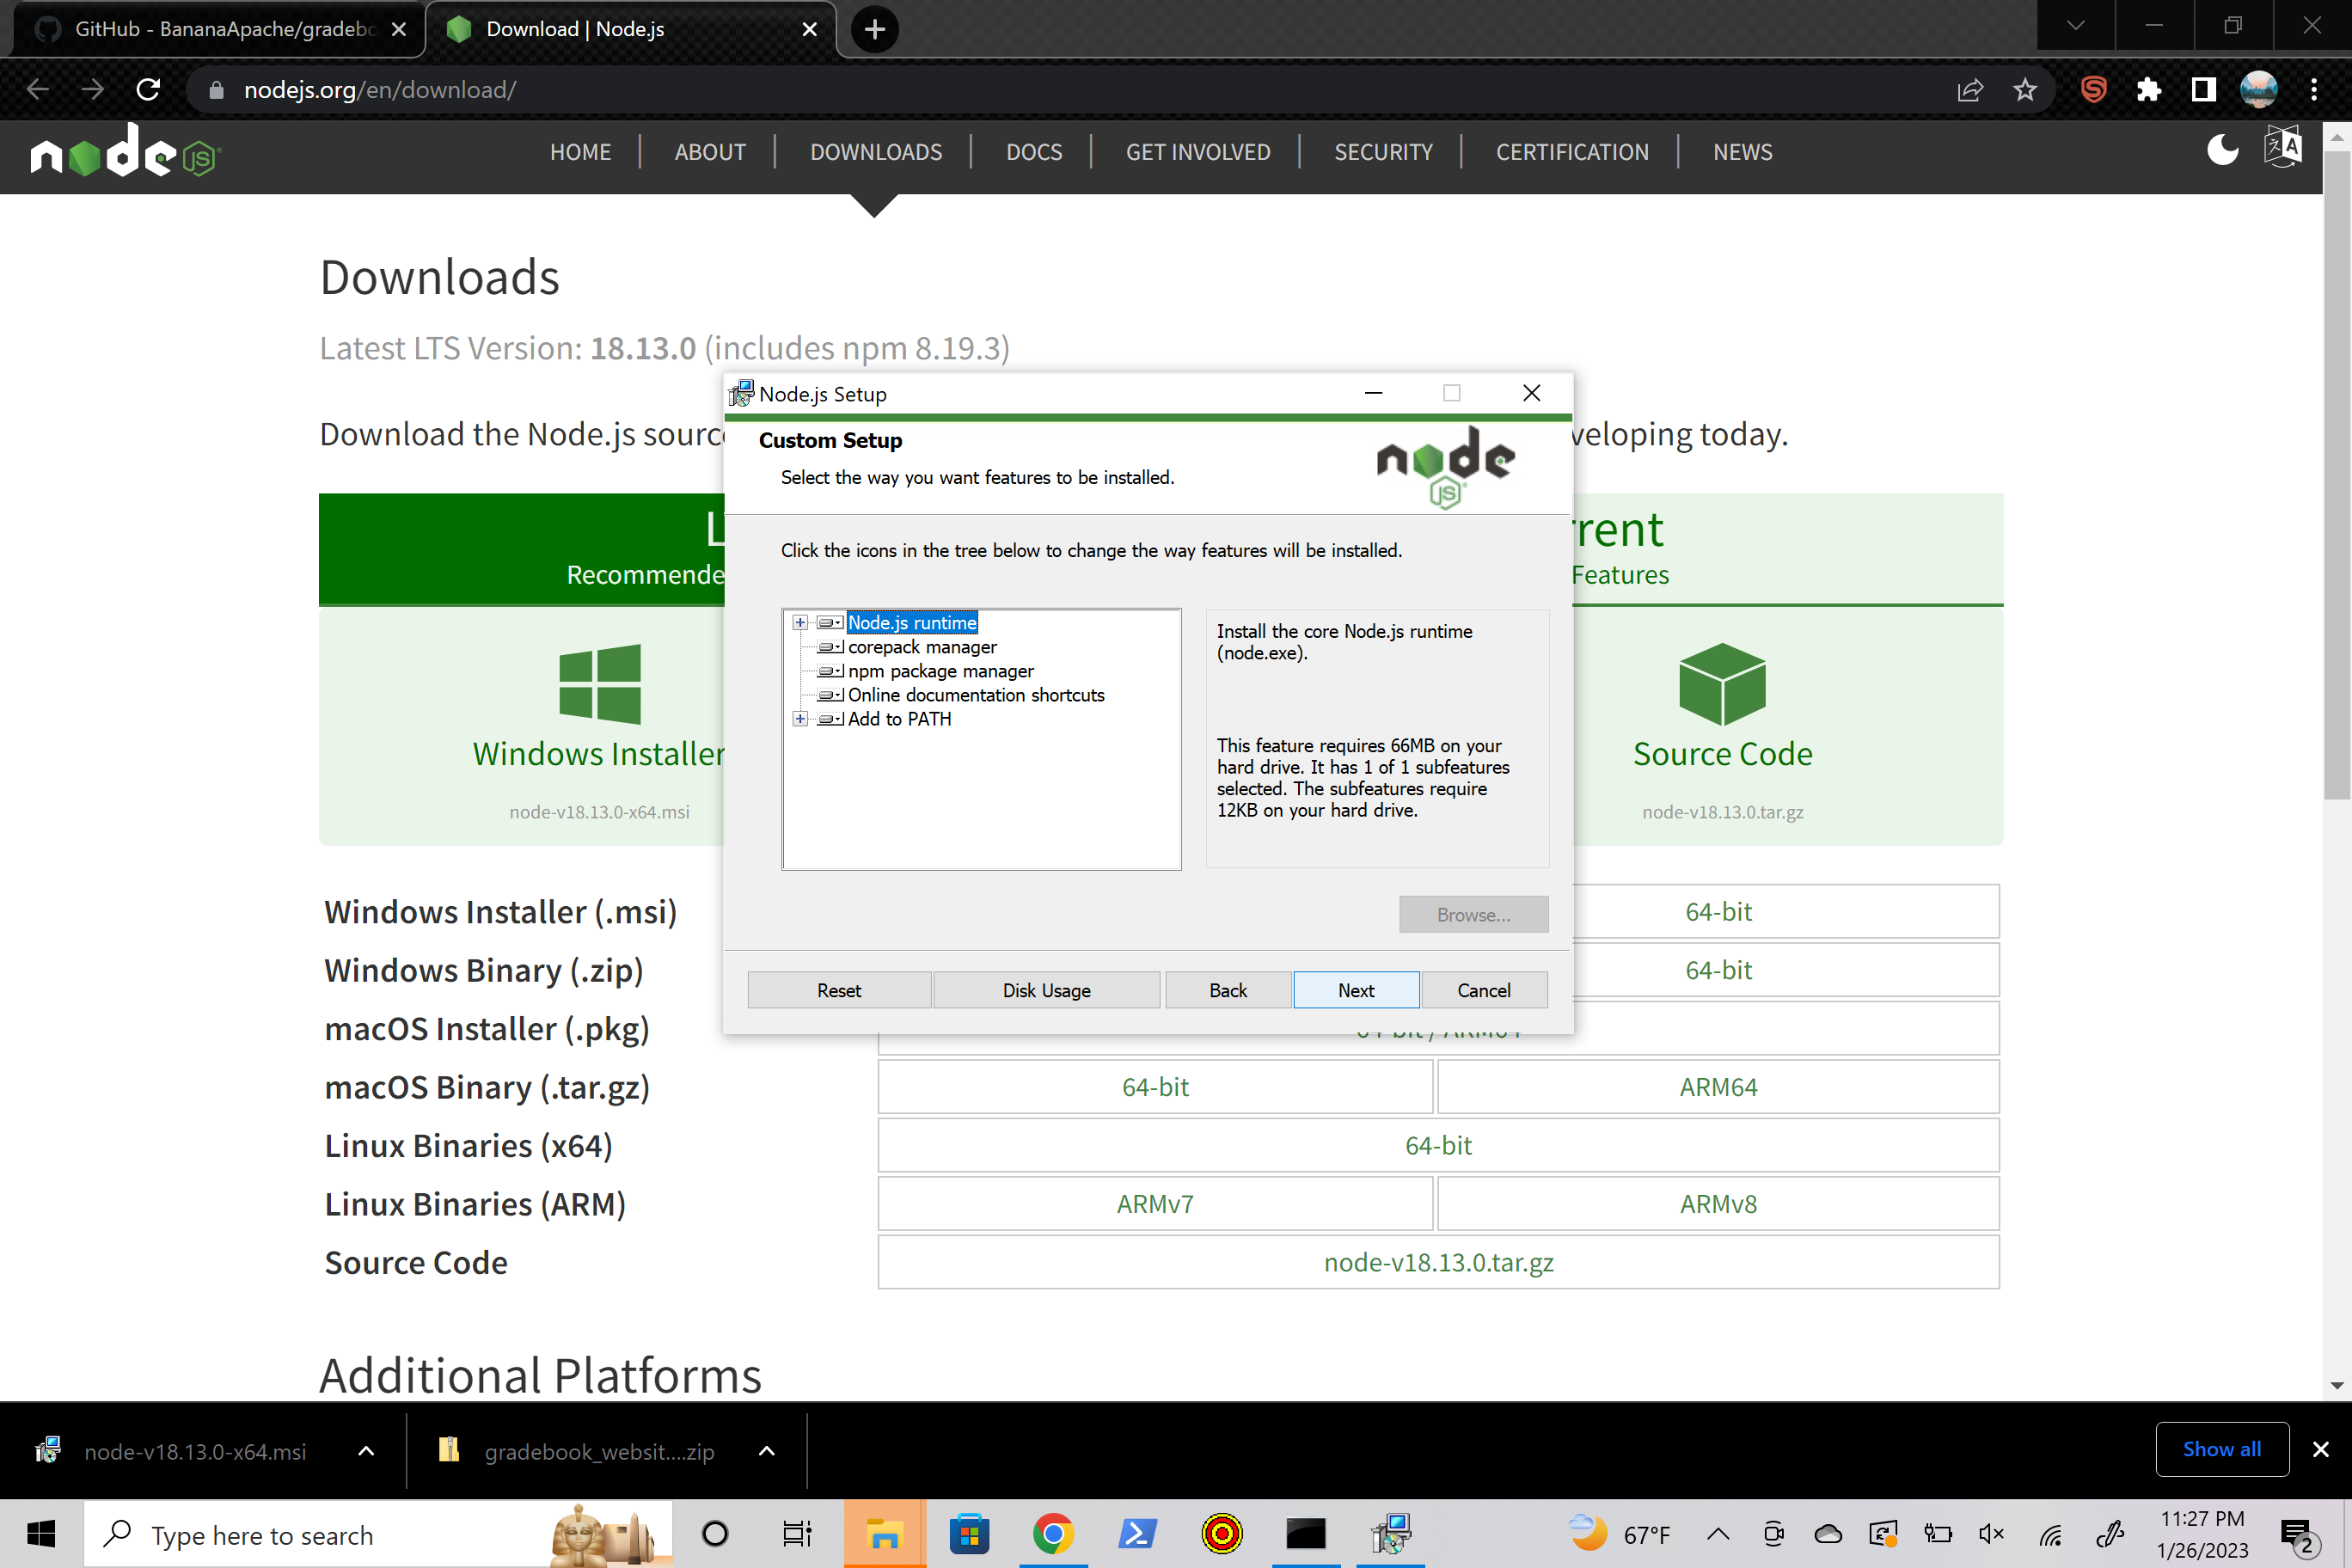 GitHub - BananaApache/gradebo
Download | Node.js
nodejs.org/en/download/
node JS
HOME
ABOUT
DOWNLOADS
DOCS
GET INVOLVED
SECURITY
CERTIFICATION
NEWS
Downloads
Latest LTS Version: 18.13.0 (includes npm 8.19.3)
Download the Node.js sourc
veloping today.
L
Recommende
rrent
Features
Windows Installer
node-v18.13.0-x64.msi
Source Code
node-v18.13.0.tar.gz
Node.js Setup
Custom Setup
Select the way you want features to be installed.
node JS
Click the icons in the tree below to change the way features will be installed.
Node.js runtime
corepack manager
npm package manager
Online documentation shortcuts
Add to PATH
Install the core Node.js runtime
(node.exe).
This feature requires 66MB on your
hard drive. It has 1 of 1 subfeatures
selected. The subfeatures require
12KB on your hard drive.
Browse...
Reset
Disk Usage
Back
Next
Cancel
Windows Installer (.msi)
64-bit
Windows Binary (.zip)
64-bit
macOS Installer (.pkg)
64-bit / ARM64
macOS Binary (.tar.gz)
64-bit
ARM64
Linux Binaries (x64)
64-bit
Linux Binaries (ARM)
ARMv7
ARMv8
Source Code
node-v18.13.0.tar.gz
Additional Platforms
node-v18.13.0-x64.msi
gradebook_websit....zip
Show all
Type here to search
67°F
11:27 PM
1/26/2023
2